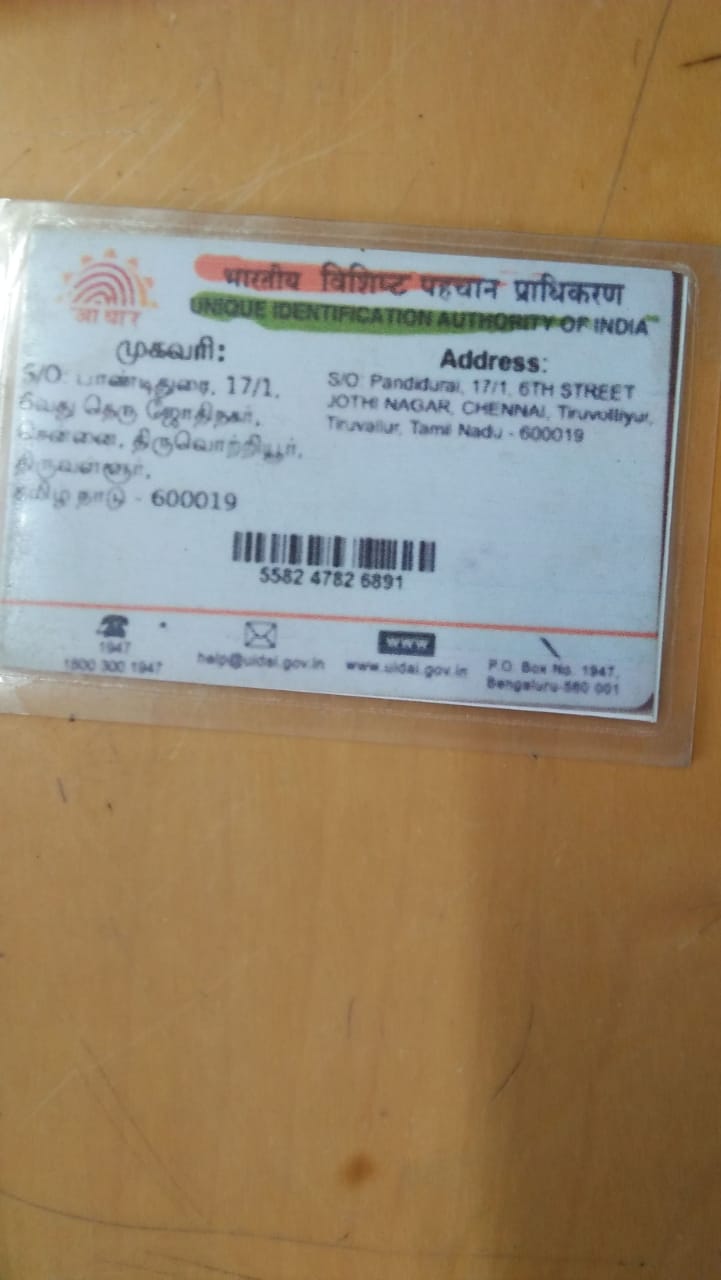 आधार
भारतीय विशिष्ट पहचान प्राधिकरण
UNIQUE IDENTIFICATION AUTHORITY OF INDIA
முகவரி:
S/O: பாண்டிதுரை, 17/1,
6வது தெரு ஜோதிநகர்,
சென்னை, திருவொற்றியூர்,
திருவள்ளூர்,
தமிழ் நாடு - 600019
Address:
S/O: Pandidurai, 17/1, 6TH STREET
JOTHI NAGAR, CHENNAI, Tiruvottiyur,
Tiruvallur, Tamil Nadu - 600019
5582 4782 6891
1947
1800 300 1947
help@uidai.gov.in
www
www.uidai.gov.in
P.O. Box No. 1947,
Bengaluru-560 001